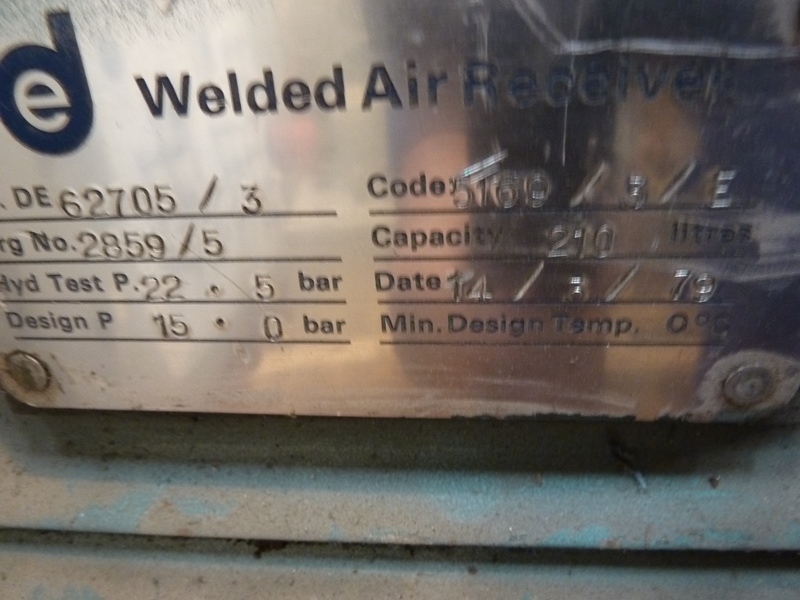 de Welded Air Receiver
. DE 62705 / 3
Code 5169 / 3 / E
rg No. 2859/5
Capacity 210 litres
Hyd Test P. 22 . 5 bar
Date 14 / 3 / 79
Design P 15 . 0 bar
Min. Design Temp. 0°C